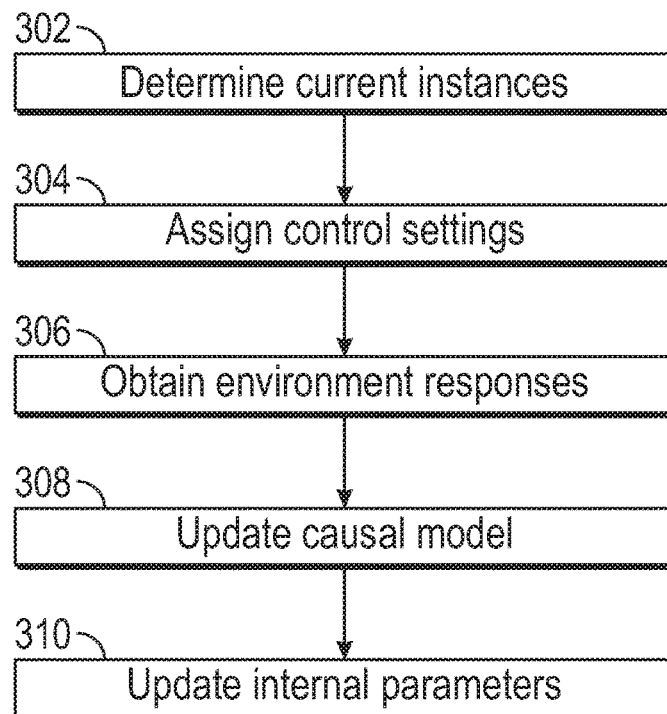 302
Determine current instances
304
Assign control settings
306
Obtain environment responses
308
Update causal model
310
Update internal parameters